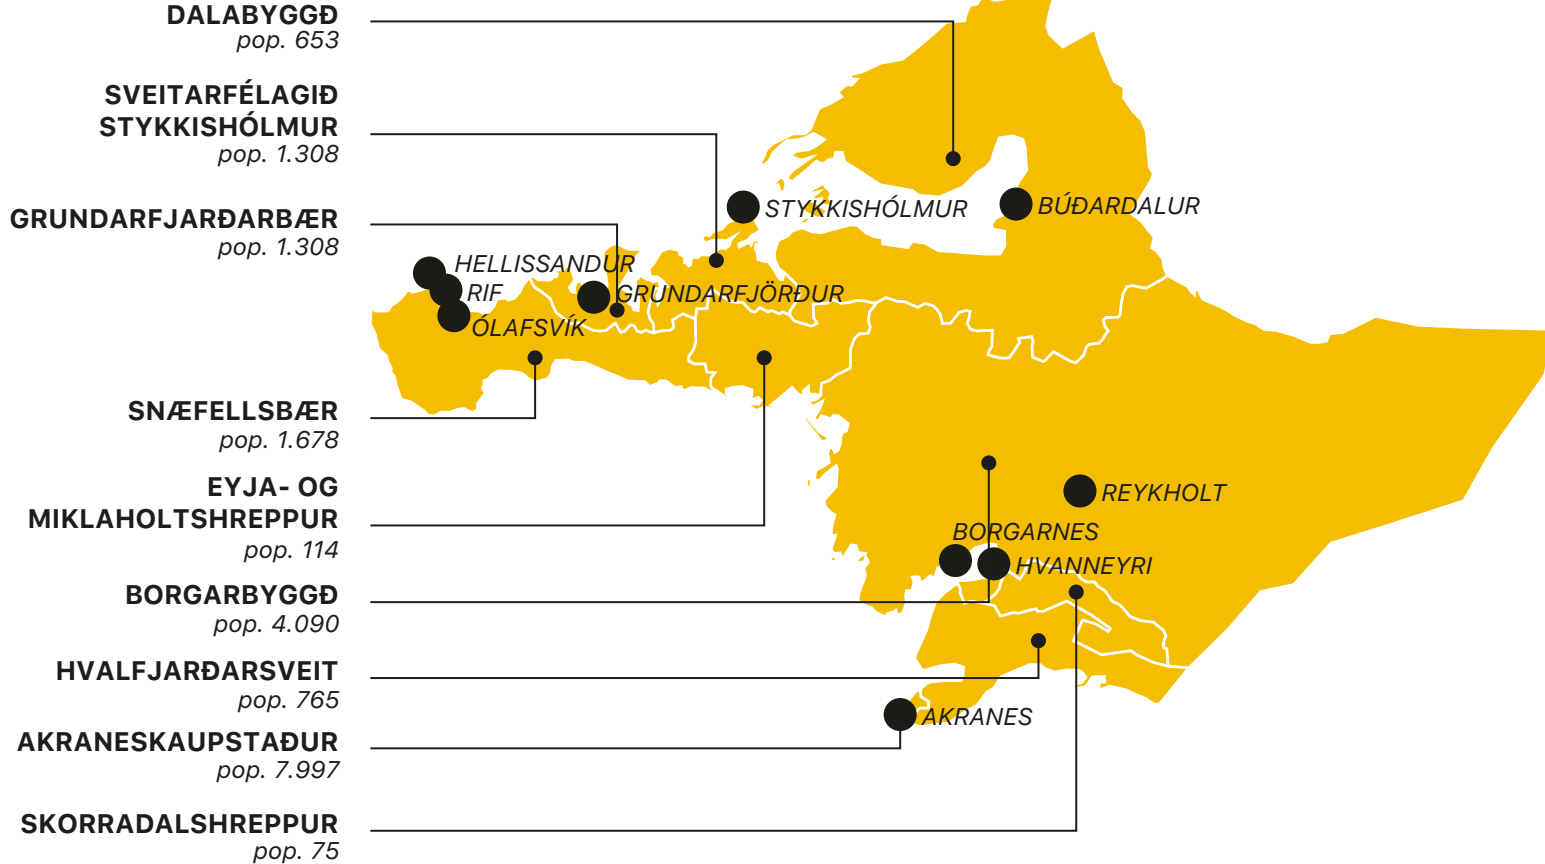 DALABYGGÐ
pop. 653
SVEITARFÉLAGIÐ
STYKKISHÓLMUR
pop. 1.308
GRUNDARFJARÐARBÆR
pop. 1.308
SNÆFELLSBÆR
pop. 1.678
EYJA- OG
MIKLAHOLTSHREPPUR
pop. 114
BORGARBYGGÐ
pop. 4.090
HVALFJARÐARSVEIT
pop. 765
AKRANESKAUPSTAÐUR
pop. 7.997
SKORRADALSHREPPUR
pop. 75
STYKKISHÓLMUR
BÚÐARDALUR
HELLISSANDUR
RIF
GRUNDARFJÖRÐUR
ÓLAFSVÍK
REYKHOLT
BORGARNES
HVANNEYRI
AKRANES